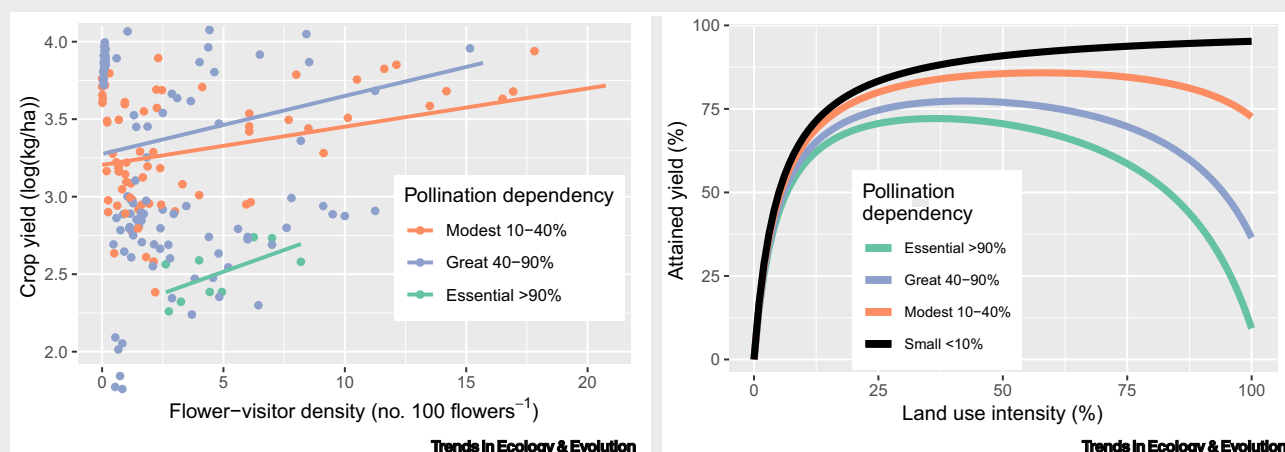 4.0
3.5
3.0
2.5
2.0
Crop yield (log(kg/ha))
Pollination dependency
Modest 10−40%
Great 40−90%
Essential >90%
0 5 10 15 20
Flower−visitor density (no. 100 flowers⁻¹)
Trends in Ecology & Evolution
100
75
50
25
0
Attained yield (%)
Pollination
dependency
Essential >90%
Great 40−90%
Modest 10−40%
Small <10%
0 25 50 75 100
Land use intensity (%)
Trends in Ecology & Evolution